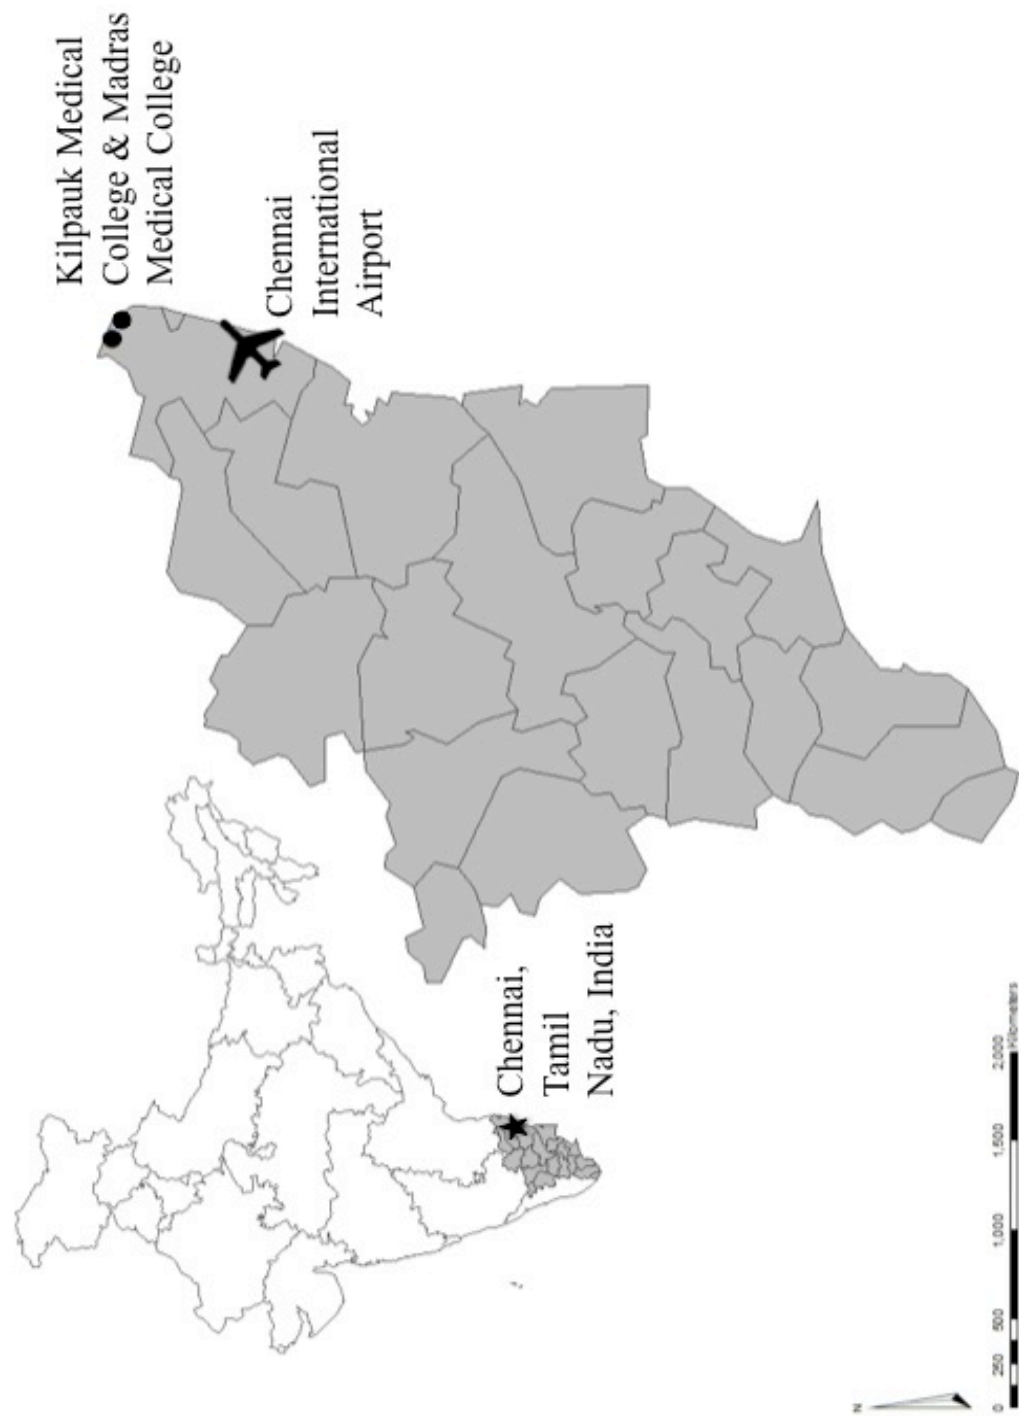 Kilpauk Medical
College & Madras
Medical College
Chennai
International
Airport
Chennai,
Tamil
Nadu, India
N
0 250 500 1,000 1,500 2,000
Kilometers